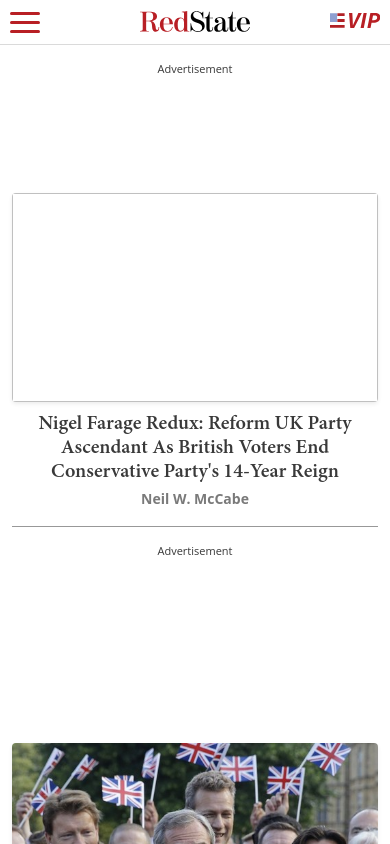 RedState
VIP
Advertisement
Nigel Farage Redux: Reform UK Party
Ascendant As British Voters End
Conservative Party's 14-Year Reign
Neil W. McCabe
Advertisement